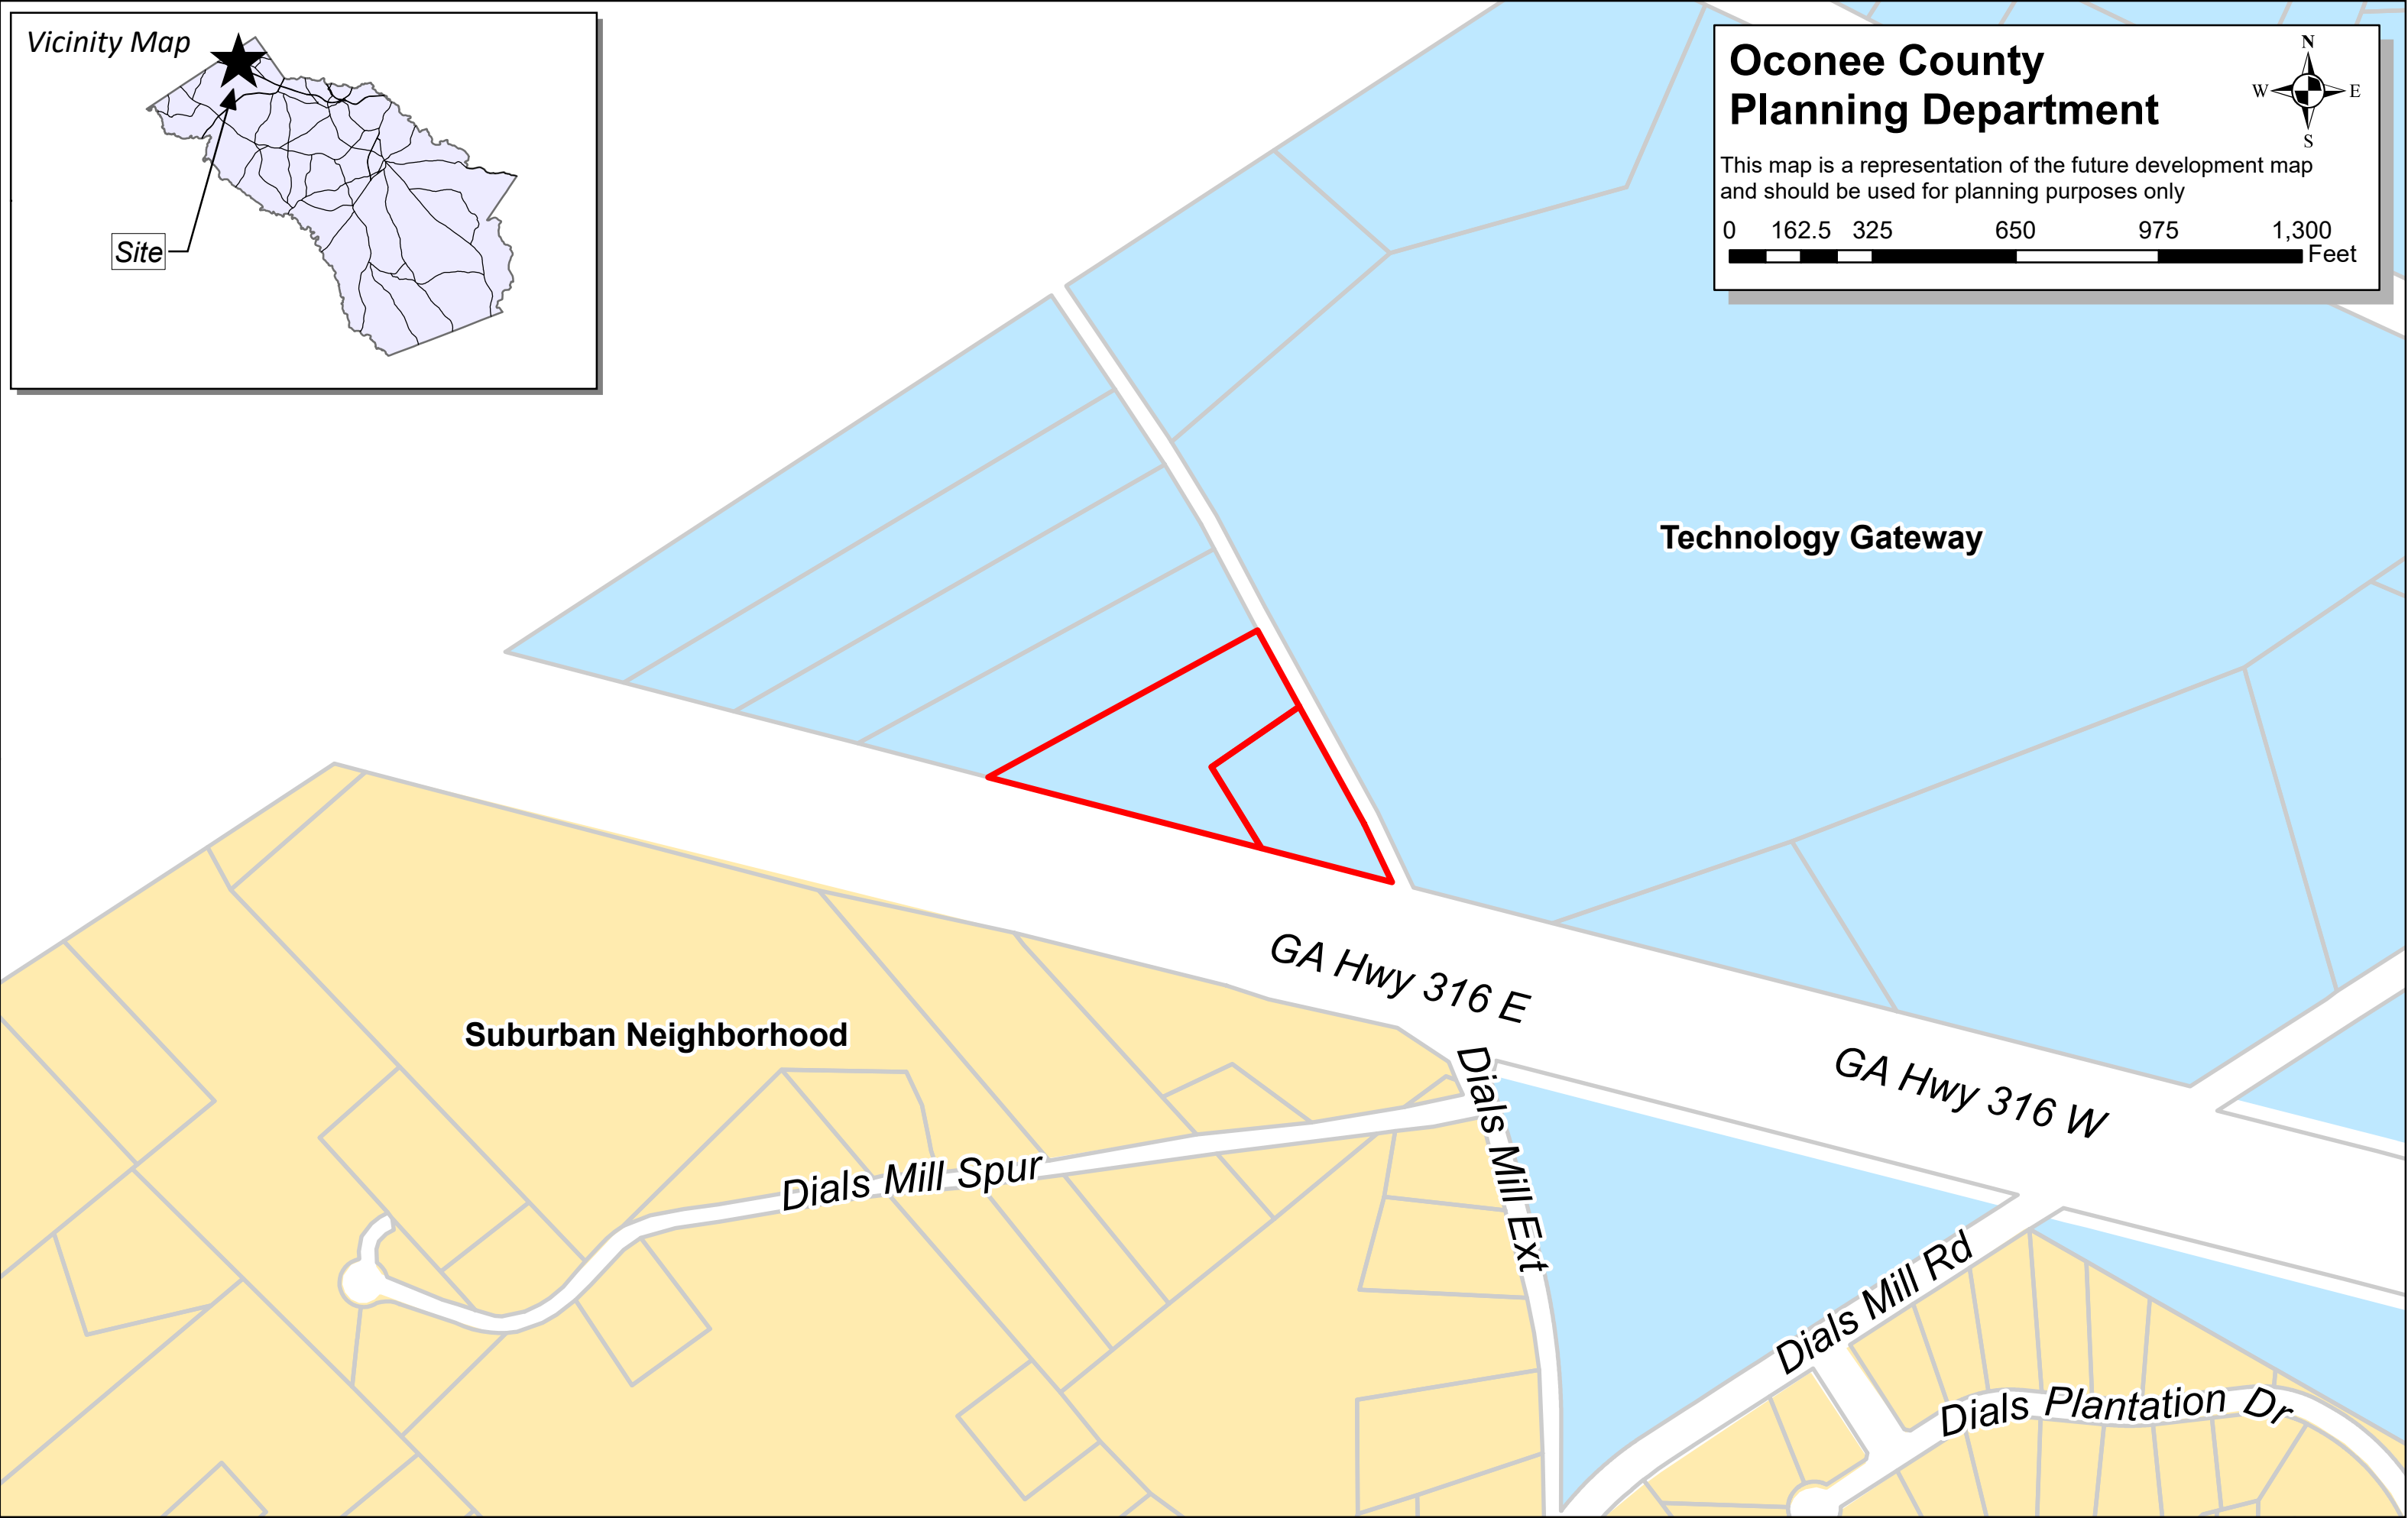 Vicinity Map
Site
Oconee County
Planning Department
N
W E
S
This map is a representation of the future development map
and should be used for planning purposes only
0 162.5 325 650 975 1,300
Feet
Technology Gateway
GA Hwy 316 E
Suburban Neighborhood
GA Hwy 316 W
Dials Mill Ext
Dials Mill Spur
Dials Mill Rd
Dials Plantation Dr